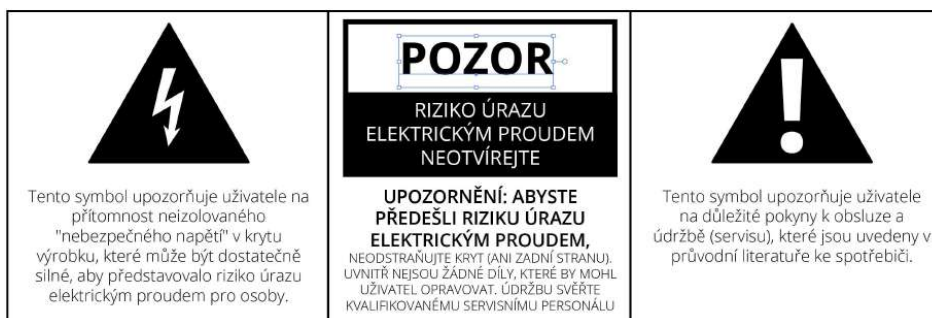 Tento symbol upozorňuje uživatele na
přítomnost neizolovaného
"nebezpečného napětí" v krytu
výrobku, které může být dostatečně
silné, aby představovalo riziko úrazu
elektrickým proudem pro osoby.
POZOR
RIZIKO ÚRAZU
ELEKTRICKÝM PROUDEM
NEOTVÍREJTE
UPOZORNĚNÍ: ABYSTE
PŘEDEŠLI RIZIKU ÚRAZU
ELEKTRICKÝM PROUDEM,
NEODSTRAŇUJTE KRYT (ANI ZADNÍ STRANU).
UVNITŘ NEJSOU ŽÁDNÉ DÍLY, KTERÉ BY MOHL
UŽIVATEL OPRAVOVAT. ÚDRŽBU SVĚŘTE
KVALIFIKOVANÉMU SERVISNÍMU PERSONÁLU
Tento symbol upozorňuje uživatele
na důležité pokyny k obsluze a
údržbě (servisu), které jsou uvedeny v
průvodní literatuře ke spotřebiči.